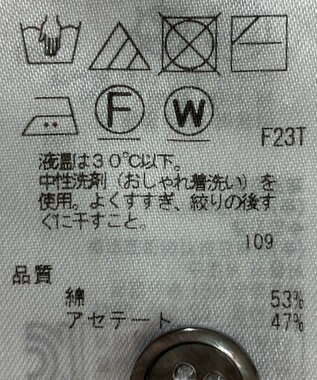 F W F23T
液温は30℃以下。
中性洗剤（おしゃれ着洗い）を
使用。よくすすぎ、絞りの後す
ぐに干すこと。
109
品質
綿 53%
アセテート 47%